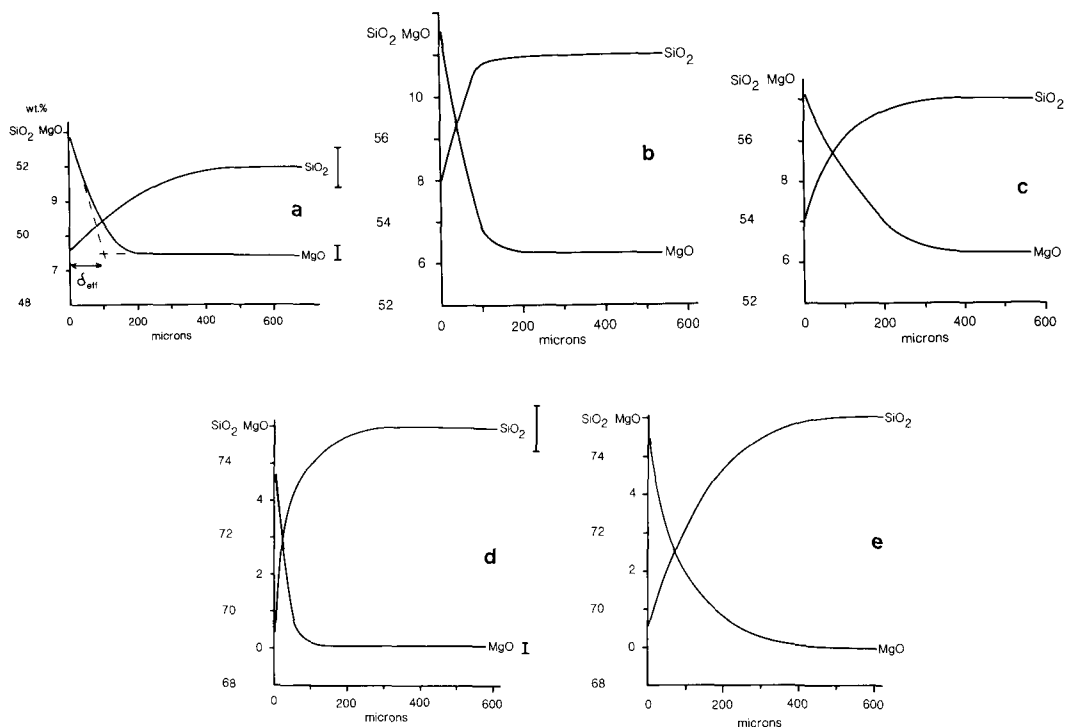 wt.%
SiO2 MgO
52
9
50
7
48
SiO2
a
MgO
δeff
0 200 400 600
microns
SiO2 MgO
10
56
8
54
6
52
SiO2
b
MgO
0 200 400 600
microns
SiO2 MgO
56
8
54
6
52
SiO2
c
MgO
0 200 400 600
microns
SiO2 MgO
74
4
72
2
70
0
68
SiO2
d
MgO
0 200 400 600
microns
SiO2 MgO
74
4
72
2
70
0
68
SiO2
e
MgO
0 200 400 600
microns